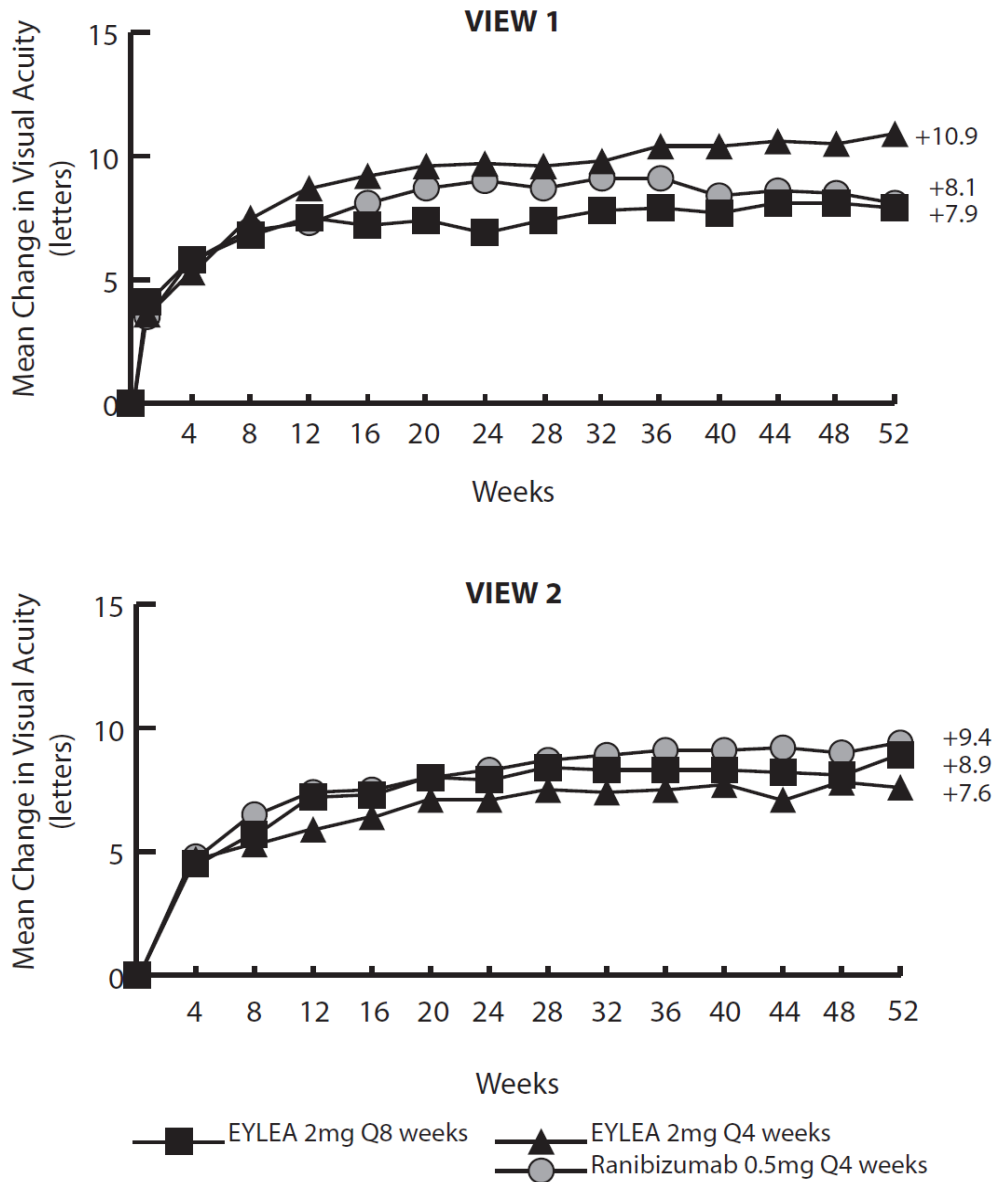 VIEW 1
Mean Change in Visual Acuity
(letters)
15
10
5
0
+10.9
+8.1
+7.9
4 8 12 16 20 24 28 32 36 40 44 48 52
Weeks
VIEW 2
Mean Change in Visual Acuity
(letters)
15
10
5
0
+9.4
+8.9
+7.6
4 8 12 16 20 24 28 32 36 40 44 48 52
Weeks
EYLEA 2mg Q8 weeks
EYLEA 2mg Q4 weeks
Ranibizumab 0.5mg Q4 weeks